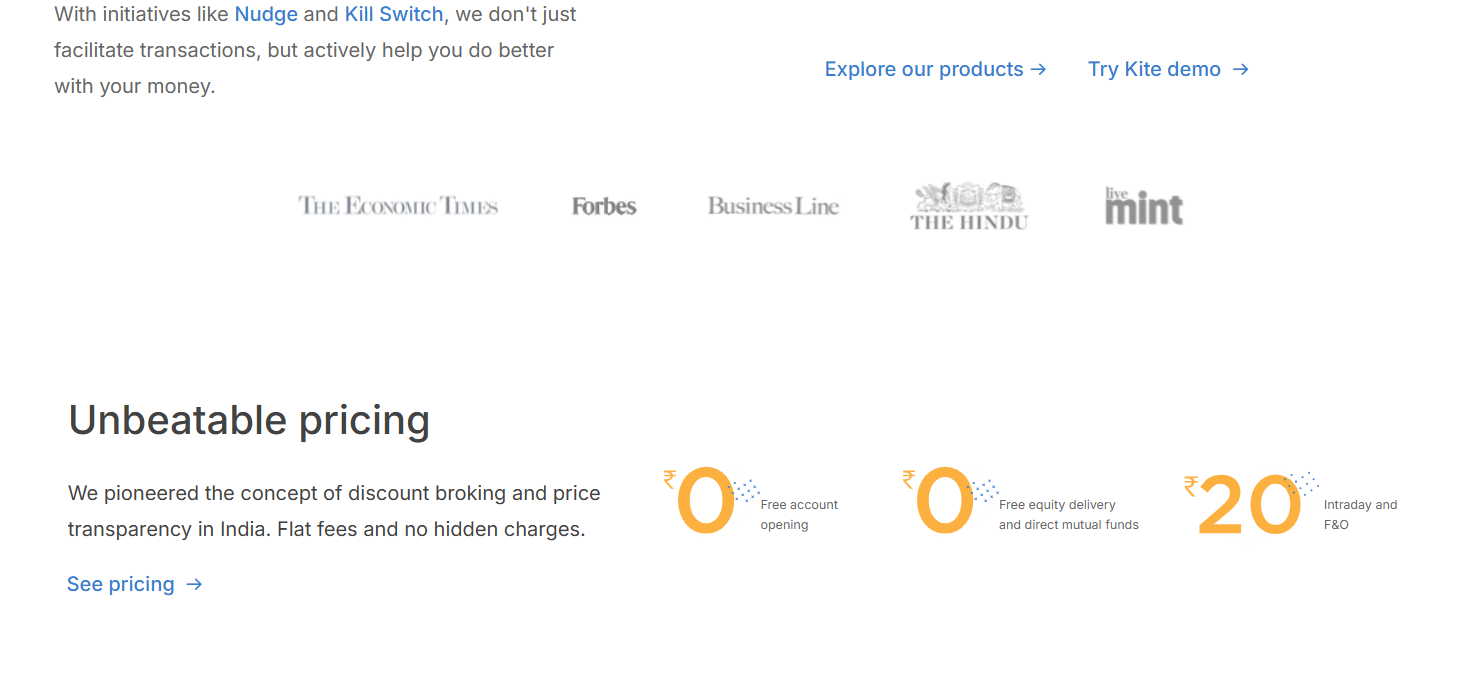 With initiatives like Nudge and Kill Switch, we don't just
facilitate transactions, but actively help you do better
with your money.
Explore our products →
Try Kite demo →
THE ECONOMIC TIMES
Forbes
Business Line
THE HINDU
live
mint
Unbeatable pricing
We pioneered the concept of discount broking and price
transparency in India. Flat fees and no hidden charges.
See pricing →
₹0
Free account
opening
₹0
Free equity delivery
and direct mutual funds
₹20
Intraday and
F&O